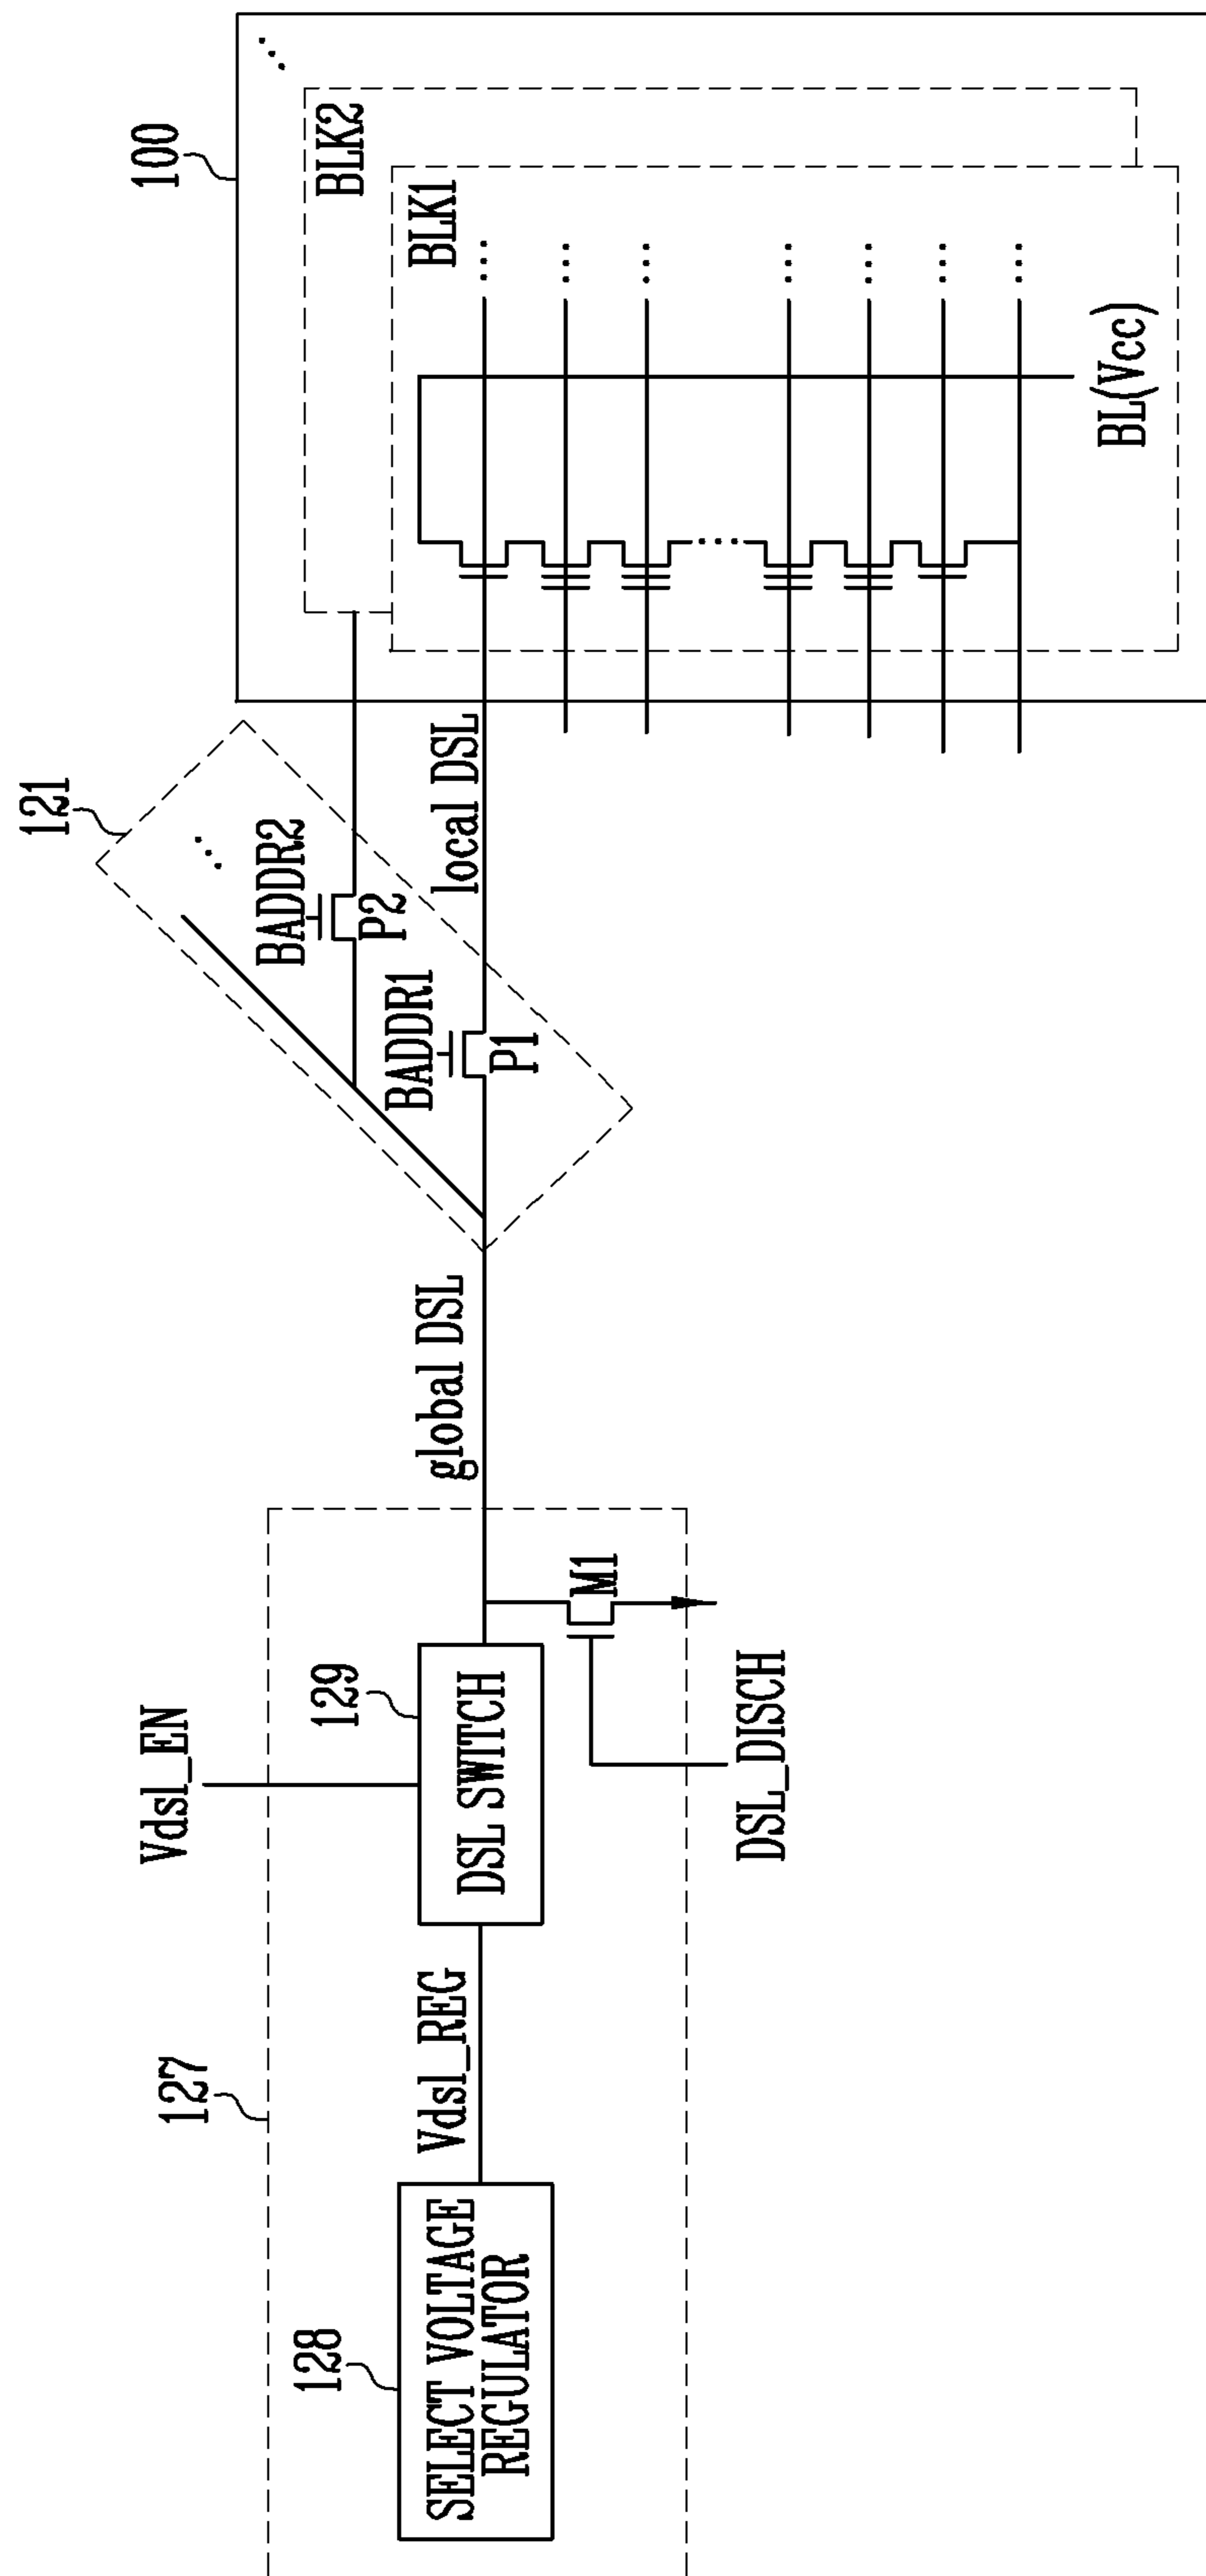 127
128
SELECT VOLTAGE
REGULATOR
Vdsl_REG
Vdsl_EN
129
DSL SWITCH
M1
DSL_DISCH
global DSL
121
BADDR2
P2
BADDR1
P1
local DSL
100
BLK2
BLK1
BL(Vcc)